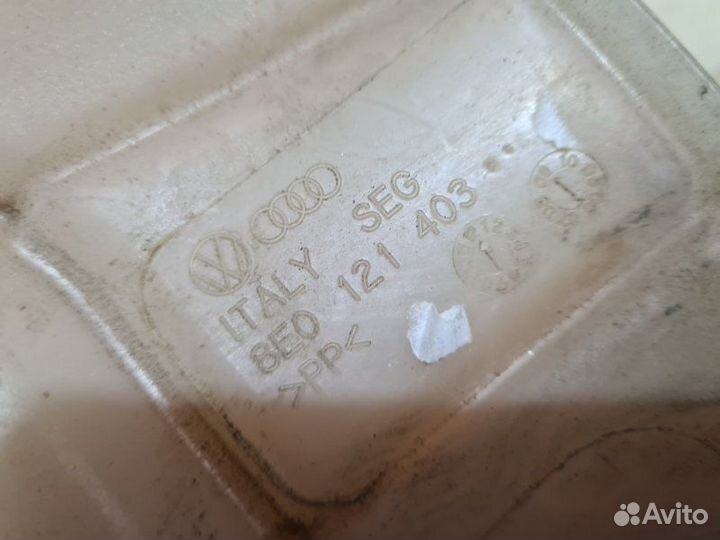 ITALY SEG
8E0 121 403
>PP<
Avito